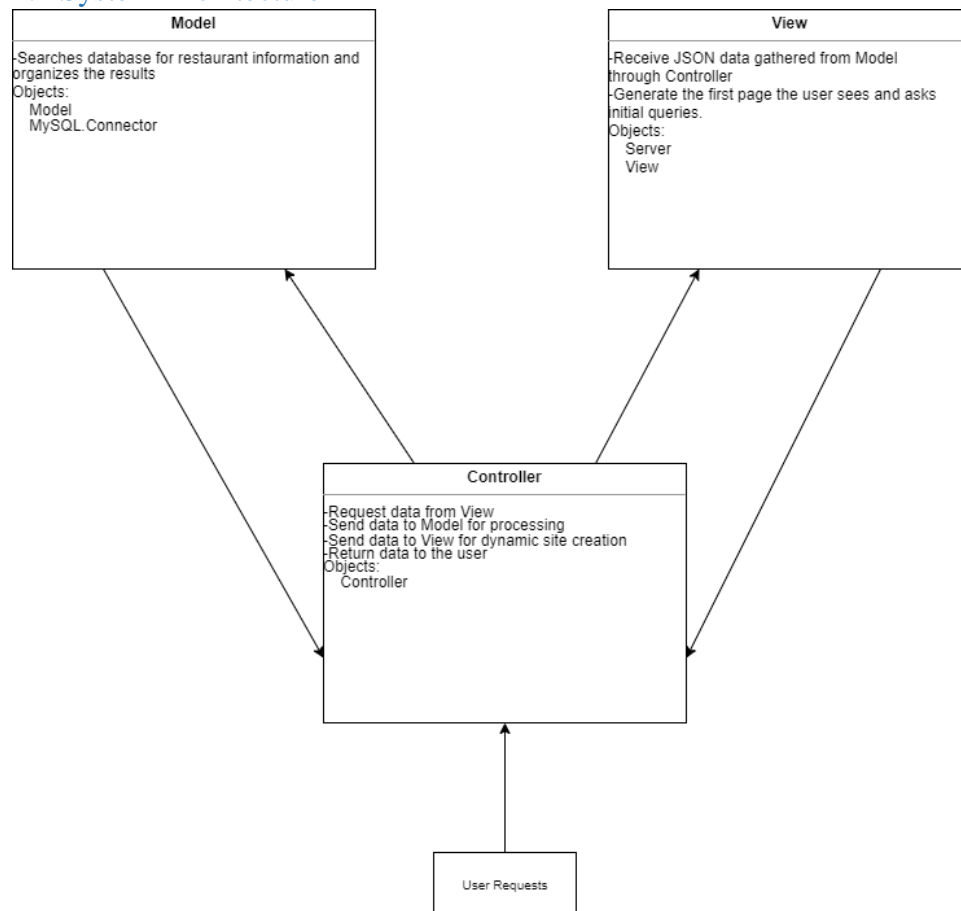 Model
-Searches database for restaurant information and
organizes the results
Objects:
Model
MySQL.Connector
View
-Receive JSON data gathered from Model
through Controller
-Generate the first page the user sees and asks
initial queries.
Objects:
Server
View
Controller
-Request data from View
-Send data to Model for processing
-Send data to View for dynamic site creation
-Return data to the user
Objects:
Controller
User Requests